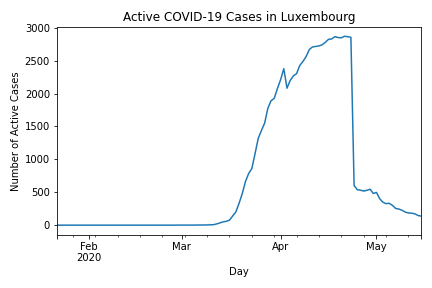 Active COVID-19 Cases in Luxembourg
3000
2500
2000
1500
1000
500
0
Number of Active Cases
Feb
2020
Mar
Apr
May
Day